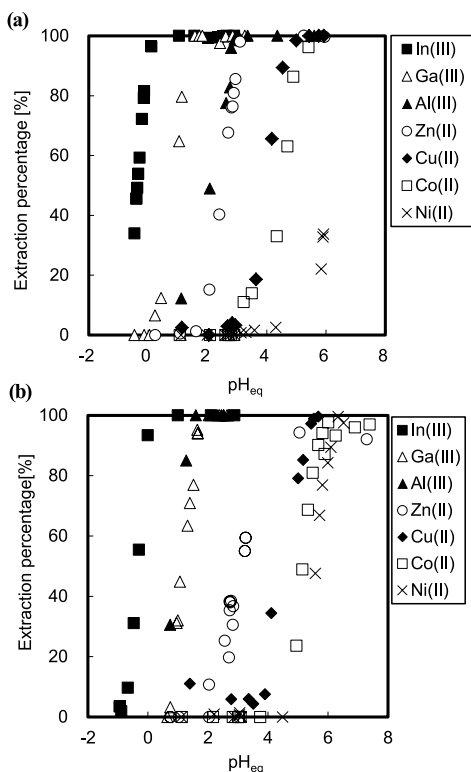 (a)
Extraction percentage [%]
100
80
60
40
20
0
-2 0 2 4 6 8
pHeq
In(III)
Ga(III)
Al(III)
Zn(II)
Cu(II)
Co(II)
Ni(II)
(b)
Extraction percentage[%]
100
80
60
40
20
0
-2 0 2 4 6 8
pHeq
In(III)
Ga(III)
Al(III)
Zn(II)
Cu(II)
Co(II)
Ni(II)